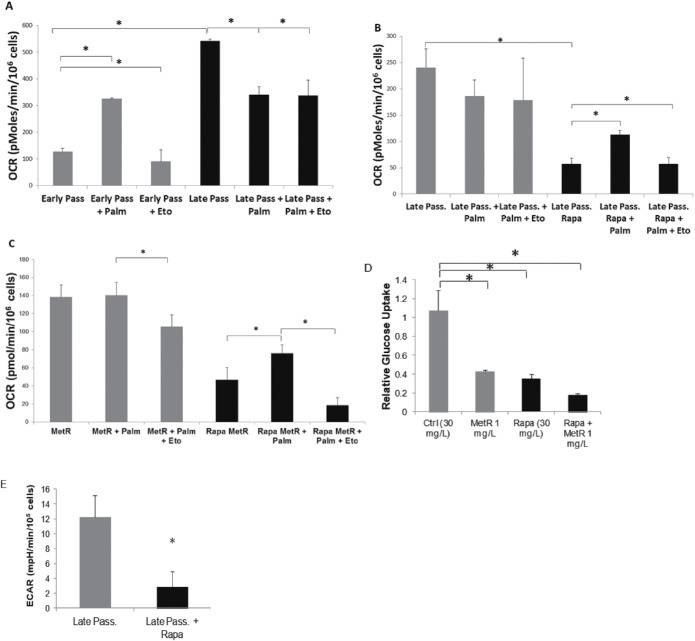 A
OCR (pMoles/min/10⁶ cells)
600
500
400
300
200
100
0
*
*
*
*
*
Early Pass
Early Pass + Palm
Early Pass + Eto
Late Pass
Late Pass + Palm
Late Pass + Palm + Eto
B
OCR (pMoles/min/10⁶ cells)
300
250
200
150
100
50
0
*
*
*
Late Pass.
Late Pass. + Palm
Late Pass. + Palm + Eto
Late Pass. Rapa
Late Pass. Rapa + Palm
Late Pass. Rapa + Palm + Eto
C
OCR (pmol/min/10⁶ cells)
180
160
140
120
100
80
60
40
20
0
*
*
*
MetR
MetR + Palm
MetR + Palm + Eto
Rapa MetR
Rapa MetR + Palm
Rapa MetR + Palm + Eto
D
Relative Glucose Uptake
1.4
1.2
1
0.8
0.6
0.4
0.2
0
*
*
*
Ctrl (30 mg/L)
MetR 1 mg/L
Rapa (30 mg/L)
Rapa + MetR 1 mg/L
E
ECAR (mpH/min/10⁵ cells)
16
14
12
10
8
6
4
2
0
*
Late Pass.
Late Pass. + Rapa